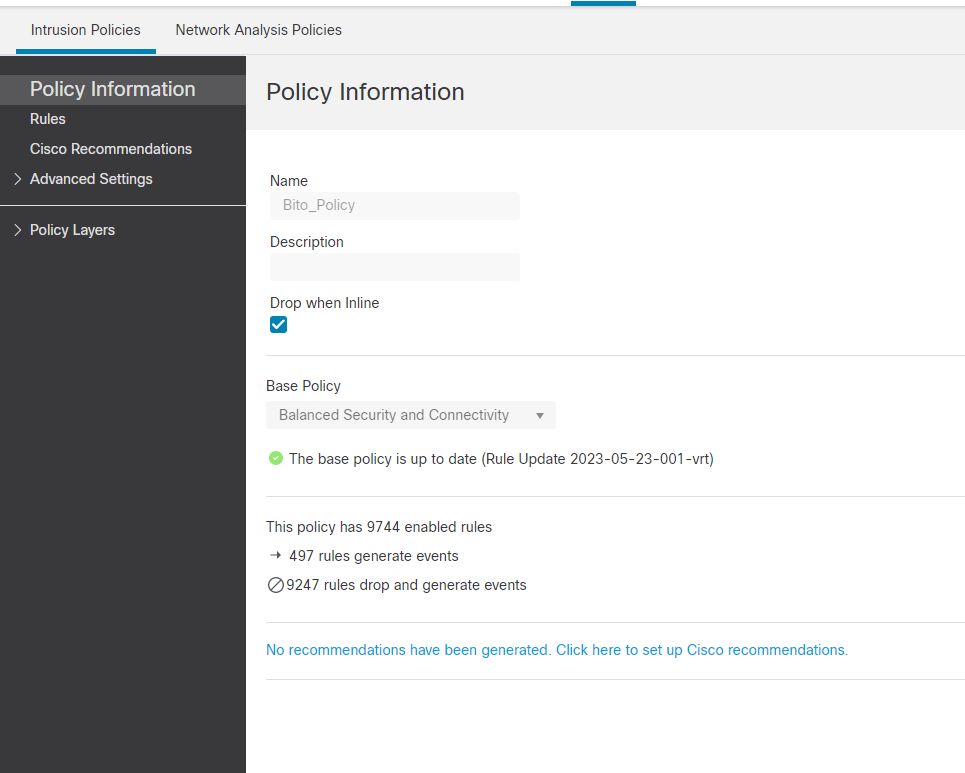 Intrusion Policies
Network Analysis Policies
Policy Information
Rules
Cisco Recommendations
Advanced Settings
Policy Layers
Policy Information
Name
Bito_Policy
Description
Drop when Inline
Base Policy
Balanced Security and Connectivity
The base policy is up to date (Rule Update 2023-05-23-001-vrt)
This policy has 9744 enabled rules
497 rules generate events
9247 rules drop and generate events
No recommendations have been generated. Click here to set up Cisco recommendations.